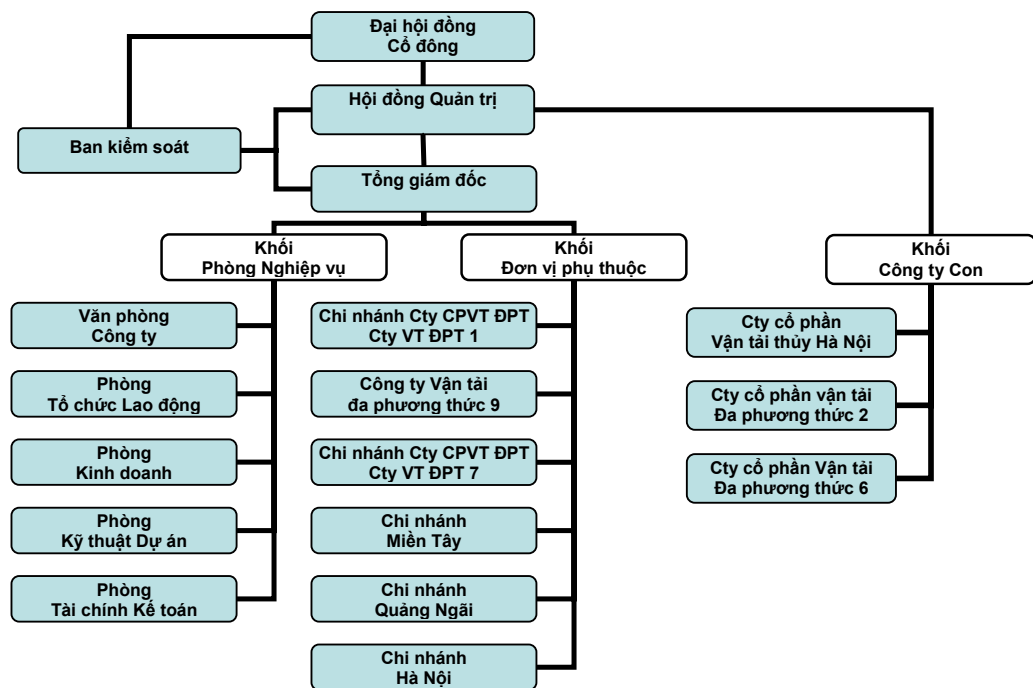 Đại hội đồng
Cổ đông
Hội đồng Quản trị
Ban kiểm soát
Tổng giám đốc
Khối
Phòng Nghiệp vụ
Khối
Đơn vị phụ thuộc
Khối
Công ty Con
Văn phòng
Công ty
Phòng
Tổ chức Lao động
Phòng
Kinh doanh
Phòng
Kỹ thuật Dự án
Phòng
Tài chính Kế toán
Chi nhánh Cty CPVT ĐPT
Cty VT ĐPT 1
Công ty Vận tải
đa phương thức 9
Chi nhánh Cty CPVT ĐPT
Cty VT ĐPT 7
Chi nhánh
Miền Tây
Chi nhánh
Quảng Ngãi
Chi nhánh
Hà Nội
Cty cổ phần
Vận tải thủy Hà Nội
Cty cổ phần vận tải
Đa phương thức 2
Cty cổ phần Vận tải
Đa phương thức 6